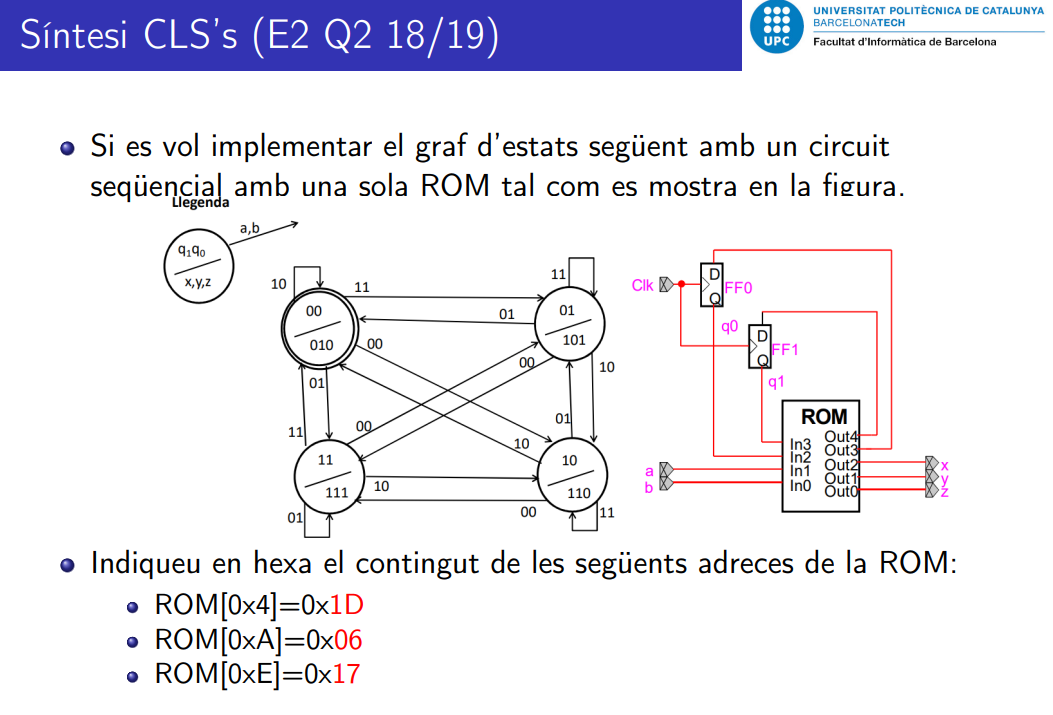 Síntesi CLS's (E2 Q2 18/19)
UNIVERSITAT POLITÈCNICA DE CATALUNYA
BARCELONATECH
Facultat d'Informàtica de Barcelona
UPC
Si es vol implementar el graf d'estats següent amb un circuit
seqüencial amb una sola ROM tal com es mostra en la figura.
Llegenda
a,b
q1q0
x,y,z
10
11
00
010
01
00
01
11
01
101
00
10
11
00
11
111
10
01
01
10
10
110
00
11
Clk
D
Q
FF0
q0
D
Q
FF1
q1
ROM
In3
In2
In1
In0
Out4
Out3
Out2
Out1
Out0
a
b
x
y
z
Indiqueu en hexa el contingut de les següents adreces de la ROM:
ROM[0x4]=0x1D
ROM[0xA]=0x06
ROM[0xE]=0x17